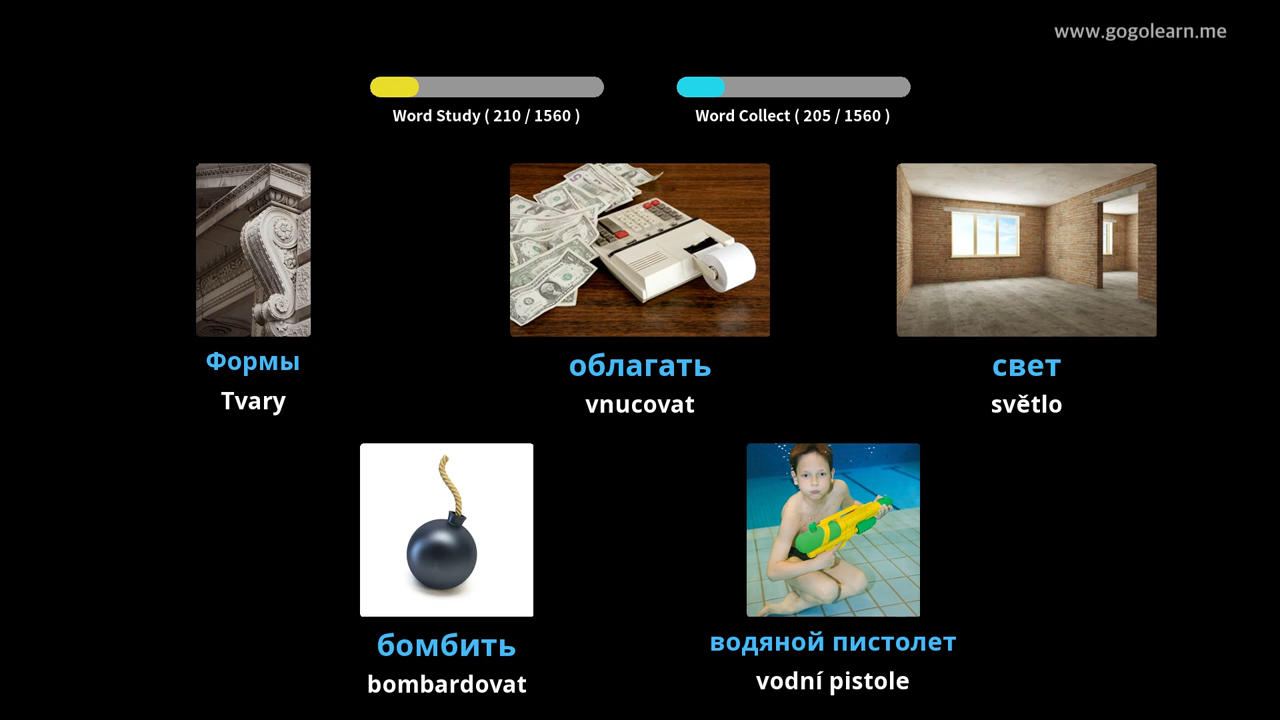 www.gogolearn.me
Word Study ( 210 / 1560 )
Word Collect ( 205 / 1560 )
Формы
Tvary
облагать
vnucovat
свет
světlo
бомбить
bombardovat
водяной пистолет
vodní pistole